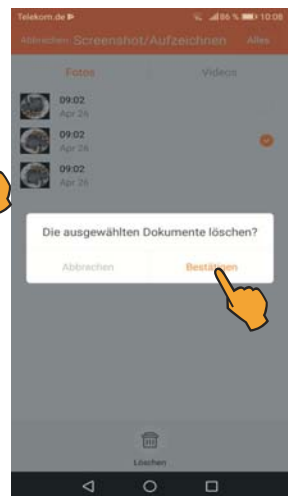 Telekom.de 86 % 10:08
Abbrechen Screenshot/Aufzeichnen Alles
Fotos Videos
09:02
Apr 26
09:02
Apr 26
09:02
Apr 26
Die ausgewählten Dokumente löschen?
Abbrechen Bestätigen
Löschen